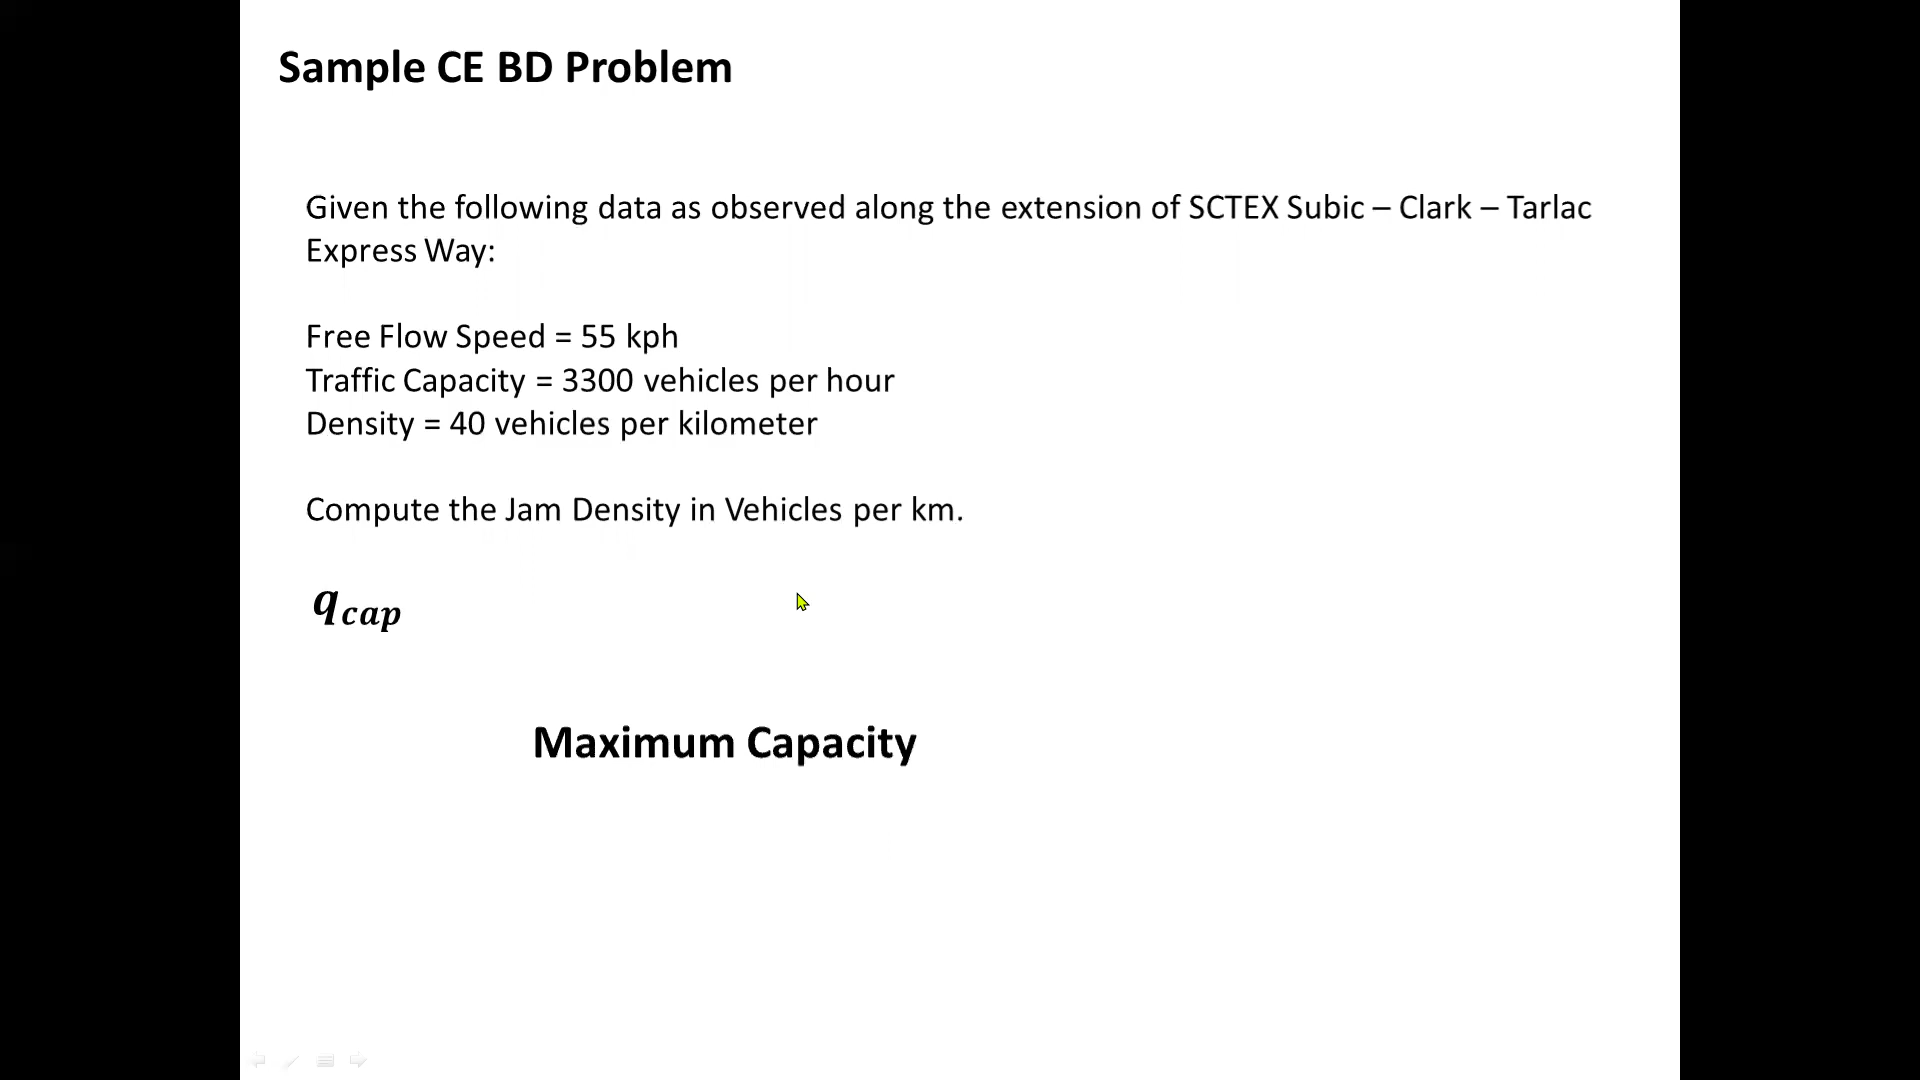 Sample CE BD Problem
Given the following data as observed along the extension of SCTEX Subic – Clark – Tarlac
Express Way:
Free Flow Speed = 55 kph
Traffic Capacity = 3300 vehicles per hour
Density = 40 vehicles per kilometer
Compute the Jam Density in Vehicles per km.
q_cap
Maximum Capacity